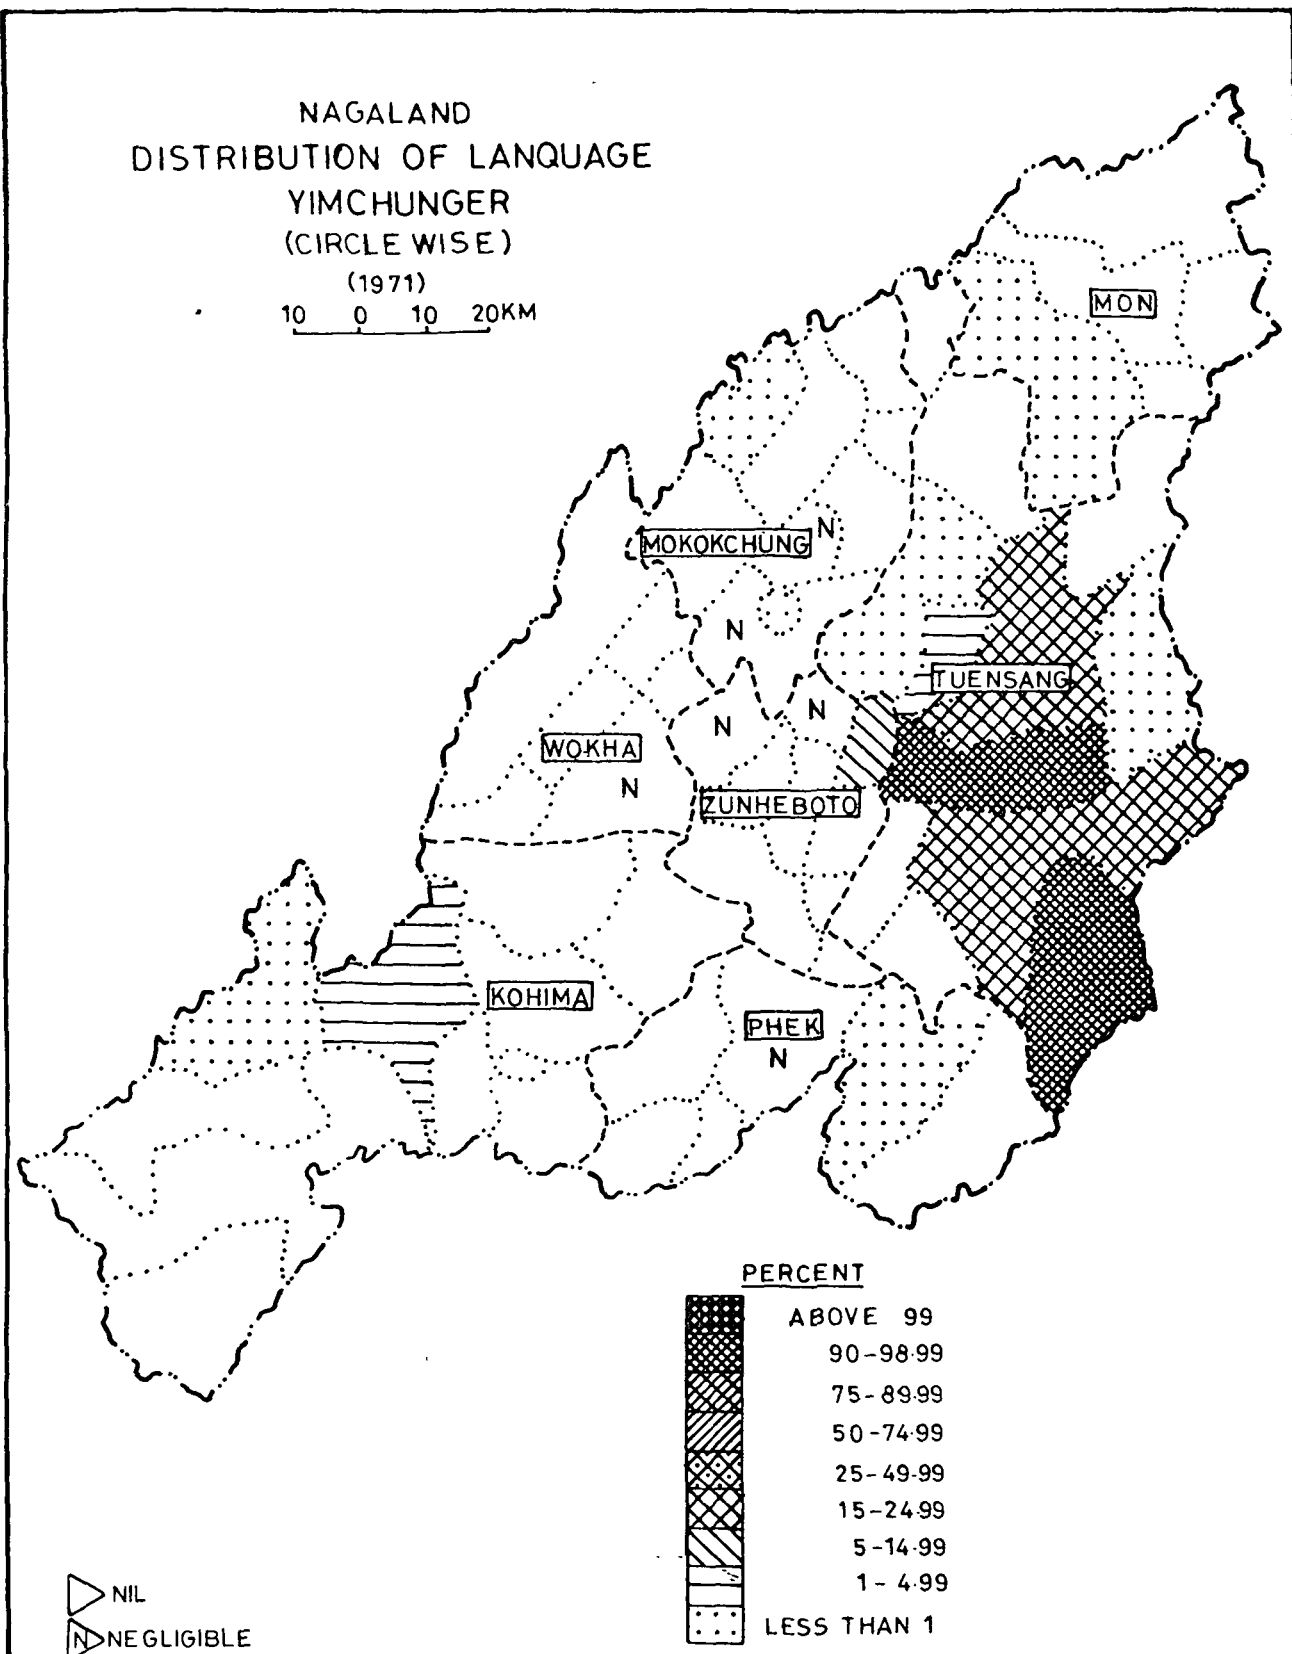 NAGALAND
DISTRIBUTION OF LANQUAGE
YIMCHUNGER
(CIRCLE WISE)
(1971)
10 0 10 20KM
MON
N
MOKOKCHUNG
N
TUENSANG
N
N
WOKHA
N
ZUNHEBOTO
KOHIMA
PHEK
N
PERCENT
ABOVE 99
90-98·99
75-89·99
50-74·99
25-49·99
15-24·99
5-14·99
1-4·99
LESS THAN 1
NIL
N NEGLIGIBLE